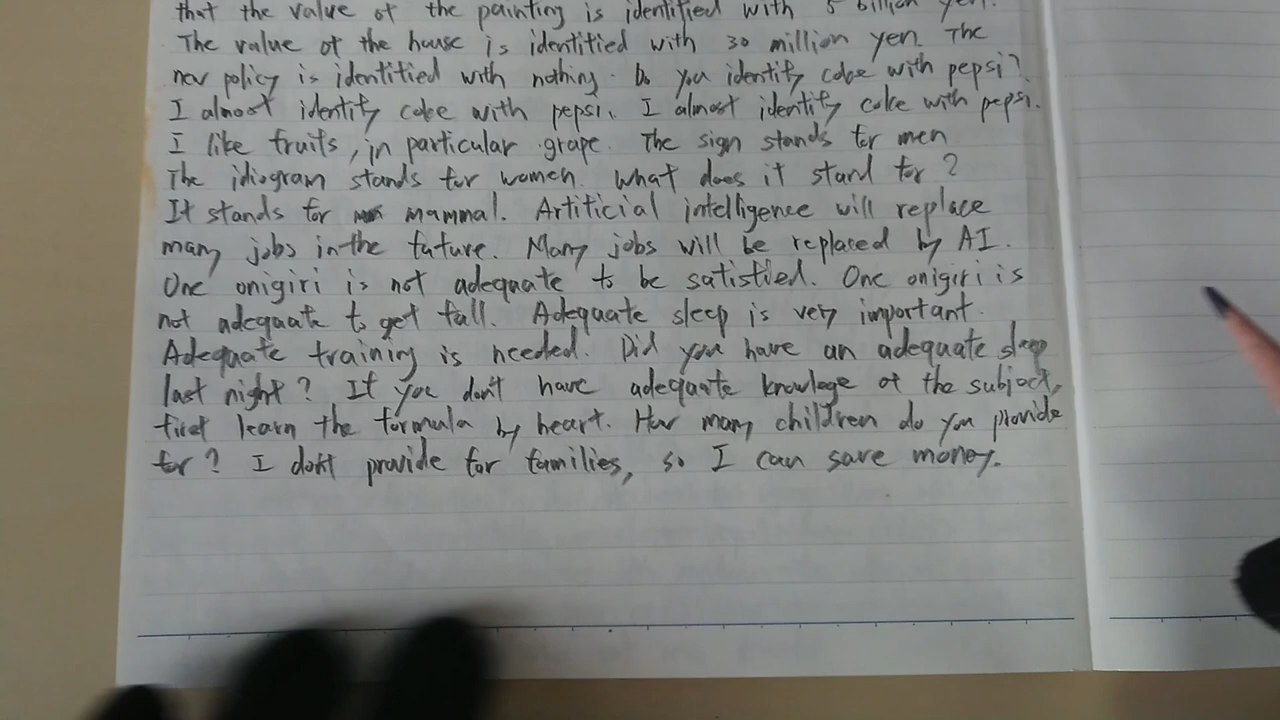 that the value of the painting is identified with 5 billion yen.
The value of the house is identified with 30 million yen. The
new policy is identified with nothing. Do you identify coke with pepsi?
I almost identify coke with pepsi. I almost identify coke with pepsi.
I like fruits, in particular grape. The sign stands for men
The idiogram stands for women. What does it stand for?
It stands for mammal. Artificial intelligence will replace
many jobs in the future. Many jobs will be replaced by AI.
One onigiri is not adequate to be satisfied. One onigiri is
not adequate to get full. Adequate sleep is very important.
Adequate training is needed. Did you have an adequate sleep
last night? If you don't have adequate knowlege of the subject,
first learn the formula by heart. How many children do you provide
for? I don't provide for families, so I can save money.